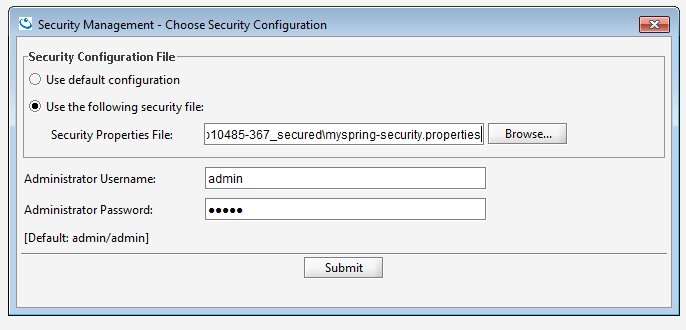 Security Management - Choose Security Configuration
Security Configuration File
Use default configuration
Use the following security file:
Security Properties File: 10485-367_secured\myspring-security.properties Browse...
Administrator Username: admin
Administrator Password: ●●●●●
[Default: admin/admin]
Submit